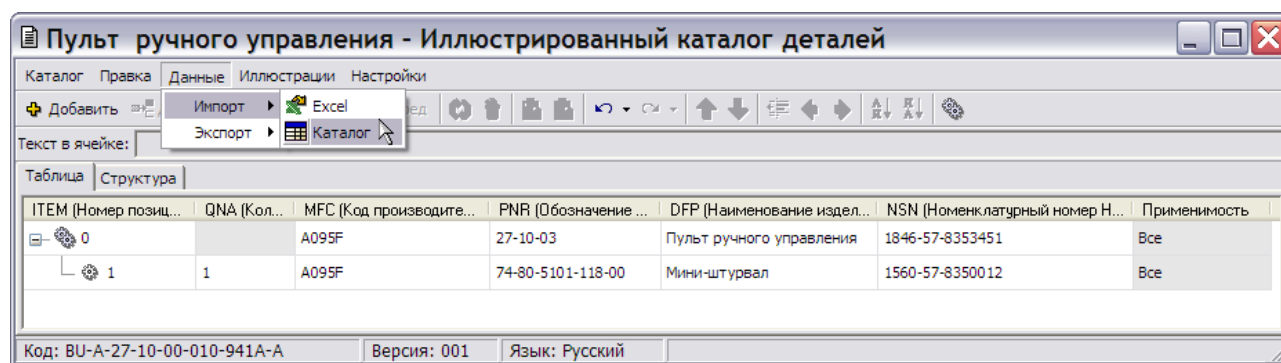 Пульт ручного управления - Иллюстрированный каталог деталей
Каталог Правка Данные Иллюстрации Настройки
Добавить
Импорт Excel
Экспорт Каталог
Текст в ячейке:
Таблица Структура
ITEM (Номер позиц... QNA (Кол... MFC (Код производите... PNR (Обозначение ... DFP (Наименование издел... NSN (Номенклатурный номер Н... Применимость
0 A095F 27-10-03 Пульт ручного управления 1846-57-8353451 Все
1 1 A095F 74-80-5101-118-00 Мини-штурвал 1560-57-8350012 Все
Код: BU-A-27-10-00-010-941A-A Версия: 001 Язык: Русский